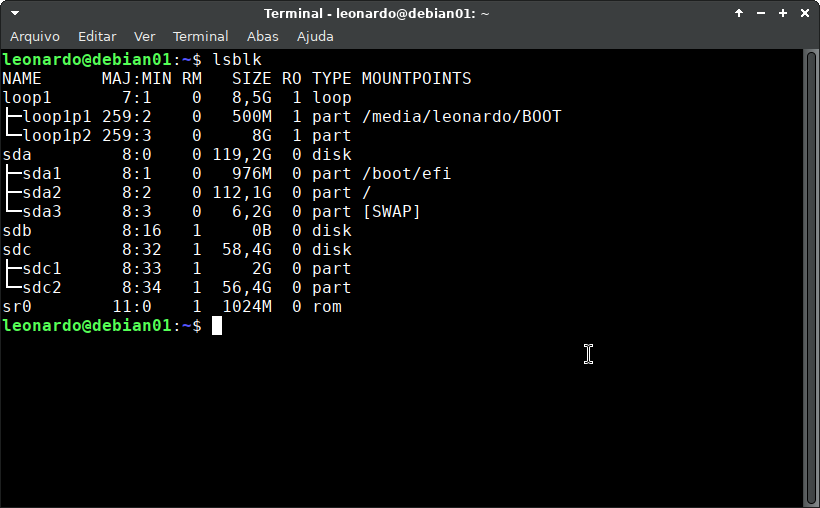 Terminal - leonardo@debian01: ~
Arquivo Editar Ver Terminal Abas Ajuda
leonardo@debian01:~$ lsblk
NAME      MAJ:MIN RM   SIZE RO TYPE MOUNTPOINTS
loop1       7:1    0   8,5G  1 loop
├─loop1p1 259:2    0   500M  1 part /media/leonardo/BOOT
└─loop1p2 259:3    0     8G  1 part
sda         8:0    0 119,2G  0 disk
├─sda1      8:1    0   976M  0 part /boot/efi
├─sda2      8:2    0 112,1G  0 part /
└─sda3      8:3    0   6,2G  0 part [SWAP]
sdb         8:16   1     0B  0 disk
sdc         8:32   1  58,4G  0 disk
├─sdc1      8:33   1     2G  0 part
└─sdc2      8:34   1  56,4G  0 part
sr0        11:0    1  1024M  0 rom
leonardo@debian01:~$